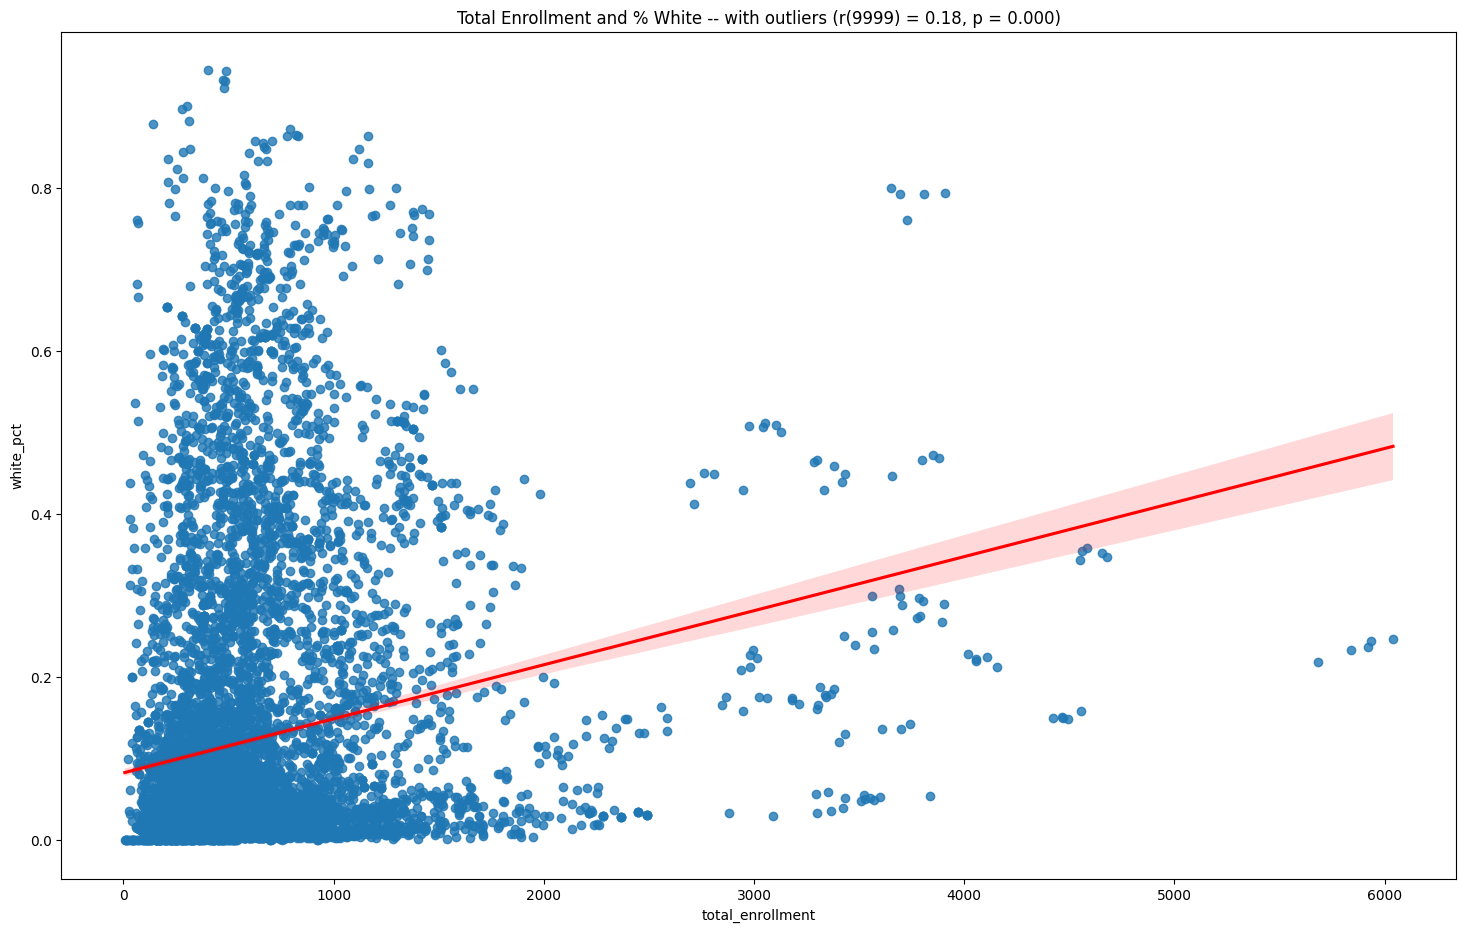 Total Enrollment and % White -- with outliers (r(9999) = 0.18, p = 0.000)
white_pct
0.8
0.6
0.4
0.2
0.0
0 1000 2000 3000 4000 5000 6000
total_enrollment